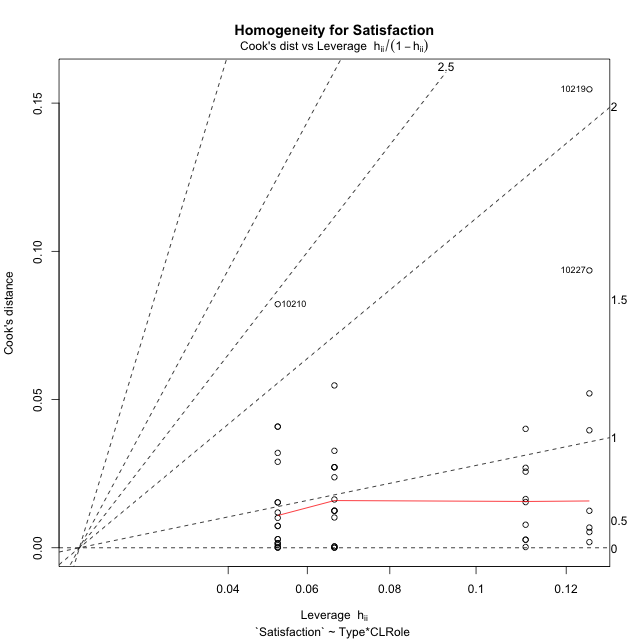 Homogeneity for Satisfaction
Cook's dist vs Leverage hii/(1 − hii)
2.5
0.15
10219
2
0.10
10227
10210
1.5
Cook's distance
0.05
1
0.5
0.00
0
0.04 0.06 0.08 0.1 0.12
Leverage hii
`Satisfaction` ~ Type*CLRole